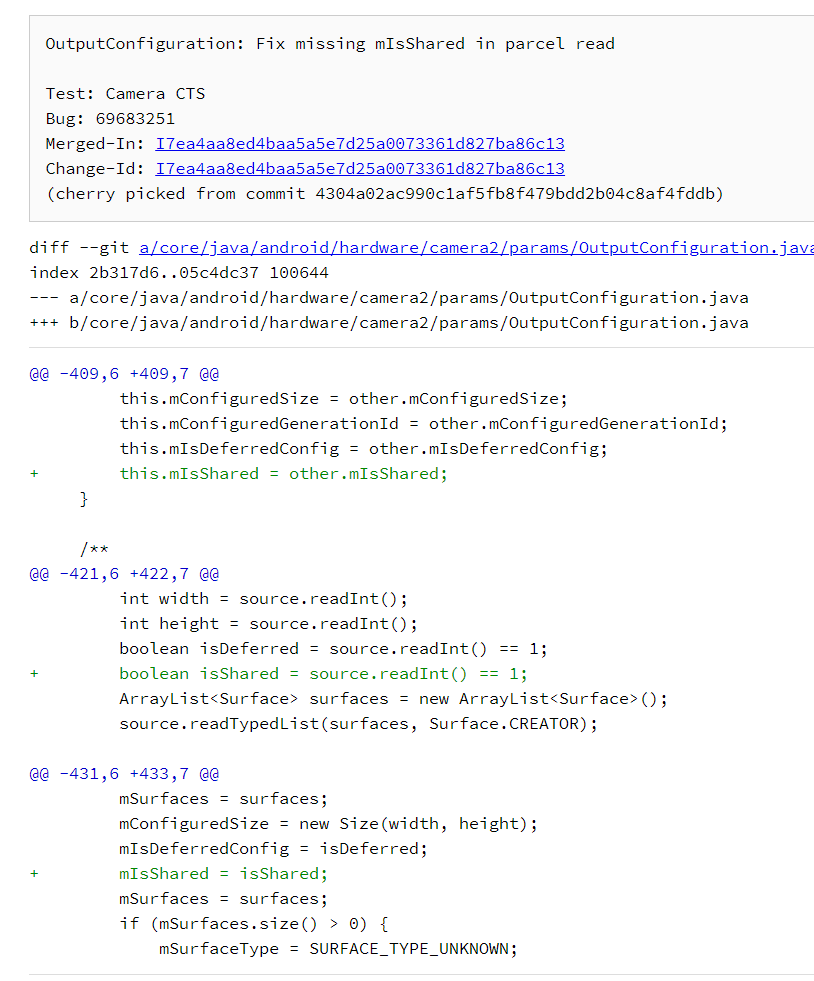 OutputConfiguration: Fix missing mIsShared in parcel read
Test: Camera CTS
Bug: 69683251
Merged-In: I7ea4aa8ed4baa5a5e7d25a0073361d827ba86c13
Change-Id: I7ea4aa8ed4baa5a5e7d25a0073361d827ba86c13
(cherry picked from commit 4304a02ac990c1af5fb8f479bdd2b04c8af4fddb)
diff --git a/core/java/android/hardware/camera2/params/OutputConfiguration.java
index 2b317d6..05c4dc37 100644
--- a/core/java/android/hardware/camera2/params/OutputConfiguration.java
+++ b/core/java/android/hardware/camera2/params/OutputConfiguration.java
@@ -409,6 +409,7 @@
this.mConfiguredSize = other.mConfiguredSize;
this.mConfiguredGenerationId = other.mConfiguredGenerationId;
this.mIsDeferredConfig = other.mIsDeferredConfig;
+ this.mIsShared = other.mIsShared;
}
/**
@@ -421,6 +422,7 @@
int width = source.readInt();
int height = source.readInt();
boolean isDeferred = source.readInt() == 1;
+ boolean isShared = source.readInt() == 1;
ArrayList<Surface> surfaces = new ArrayList<Surface>();
source.readTypedList(surfaces, Surface.CREATOR);
@@ -431,6 +433,7 @@
mSurfaces = surfaces;
mConfiguredSize = new Size(width, height);
mIsDeferredConfig = isDeferred;
+ mIsShared = isShared;
mSurfaces = surfaces;
if (mSurfaces.size() > 0) {
mSurfaceType = SURFACE_TYPE_UNKNOWN;